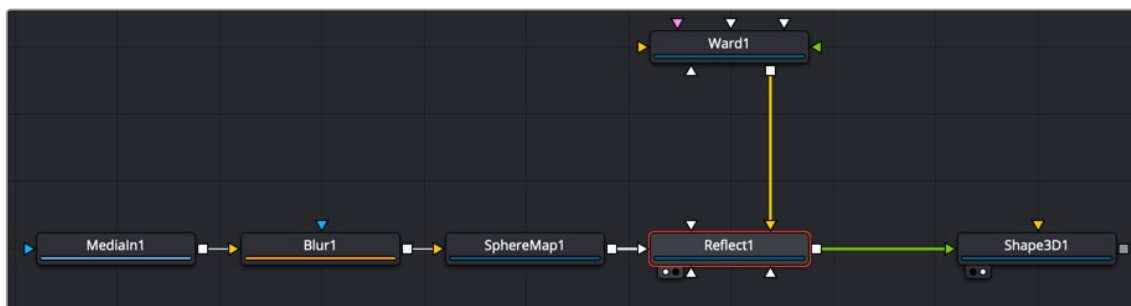 Ward1
MediaIn1
Blur1
SphereMap1
Reflect1
Shape3D1